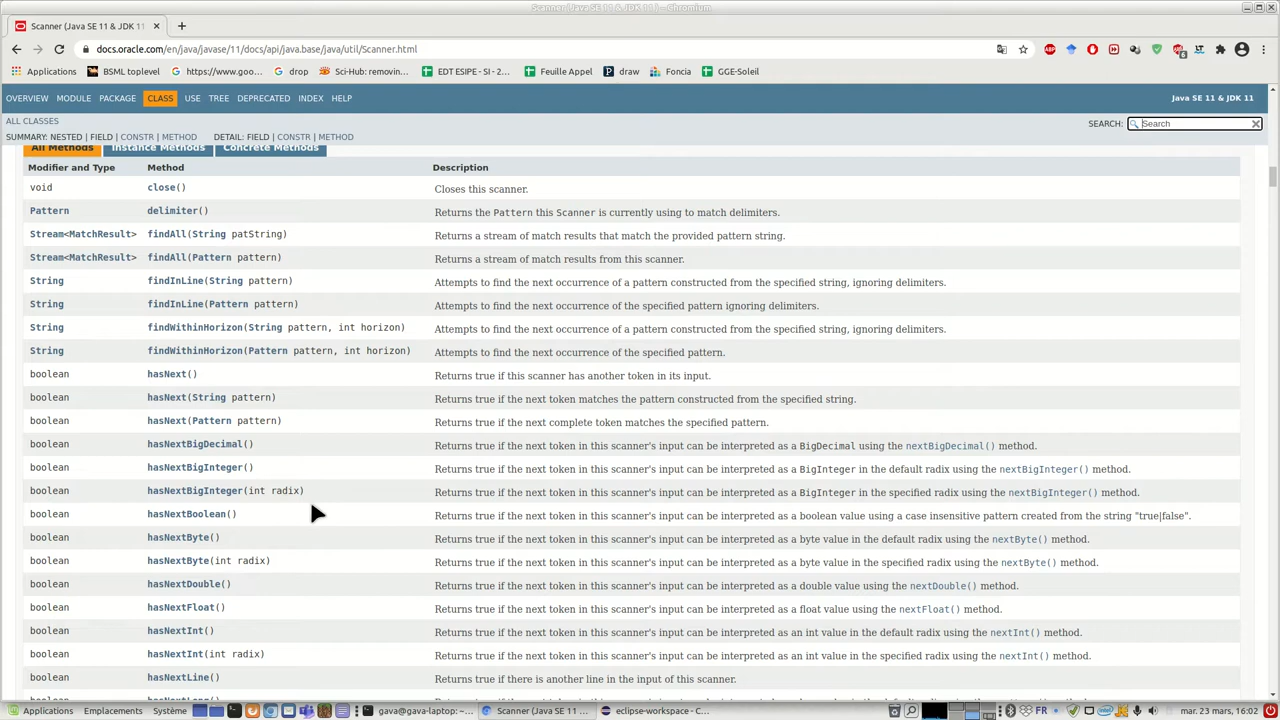 Scanner (Java SE 11 & JDK 11 ) - Chromium
Scanner (Java SE 11 & JDK 11
docs.oracle.com/en/java/javase/11/docs/api/java.base/java/util/Scanner.html
Applications BSML toplevel https://www.goo... drop Sci-Hub: removin... EDT ESIPE - SI - 2... Feuille Appel draw Foncia GGE-Soleil
OVERVIEW MODULE PACKAGE CLASS USE TREE DEPRECATED INDEX HELP Java SE 11 & JDK 11
ALL CLASSES SEARCH: Search
SUMMARY: NESTED | FIELD | CONSTR | METHOD DETAIL: FIELD | CONSTR | METHOD
All Methods Instance Methods Concrete Methods
Modifier and Type Method Description
void close() Closes this scanner.
Pattern delimiter() Returns the Pattern this Scanner is currently using to match delimiters.
Stream<MatchResult> findAll(String patString) Returns a stream of match results that match the provided pattern string.
Stream<MatchResult> findAll(Pattern pattern) Returns a stream of match results from this scanner.
String findInLine(String pattern) Attempts to find the next occurrence of a pattern constructed from the specified string, ignoring delimiters.
String findInLine(Pattern pattern) Attempts to find the next occurrence of the specified pattern ignoring delimiters.
String findWithinHorizon(String pattern, int horizon) Attempts to find the next occurrence of a pattern constructed from the specified string, ignoring delimiters.
String findWithinHorizon(Pattern pattern, int horizon) Attempts to find the next occurrence of the specified pattern.
boolean hasNext() Returns true if this scanner has another token in its input.
boolean hasNext(String pattern) Returns true if the next token matches the pattern constructed from the specified string.
boolean hasNext(Pattern pattern) Returns true if the next complete token matches the specified pattern.
boolean hasNextBigDecimal() Returns true if the next token in this scanner's input can be interpreted as a BigDecimal using the nextBigDecimal() method.
boolean hasNextBigInteger() Returns true if the next token in this scanner's input can be interpreted as a BigInteger in the default radix using the nextBigInteger() method.
boolean hasNextBigInteger(int radix) Returns true if the next token in this scanner's input can be interpreted as a BigInteger in the specified radix using the nextBigInteger() method.
boolean hasNextBoolean() Returns true if the next token in this scanner's input can be interpreted as a boolean value using a case insensitive pattern created from the string "true|false".
boolean hasNextByte() Returns true if the next token in this scanner's input can be interpreted as a byte value in the default radix using the nextByte() method.
boolean hasNextByte(int radix) Returns true if the next token in this scanner's input can be interpreted as a byte value in the specified radix using the nextByte() method.
boolean hasNextDouble() Returns true if the next token in this scanner's input can be interpreted as a double value using the nextDouble() method.
boolean hasNextFloat() Returns true if the next token in this scanner's input can be interpreted as a float value using the nextFloat() method.
boolean hasNextInt() Returns true if the next token in this scanner's input can be interpreted as an int value in the default radix using the nextInt() method.
boolean hasNextInt(int radix) Returns true if the next token in this scanner's input can be interpreted as an int value in the specified radix using the nextInt() method.
boolean hasNextLine() Returns true if there is another line in the input of this scanner.
Applications Emplacements Système gava@gava-laptop: ~... Scanner (Java SE 11 ... eclipse-workspace - C... FR mar. 23 mars, 16:02